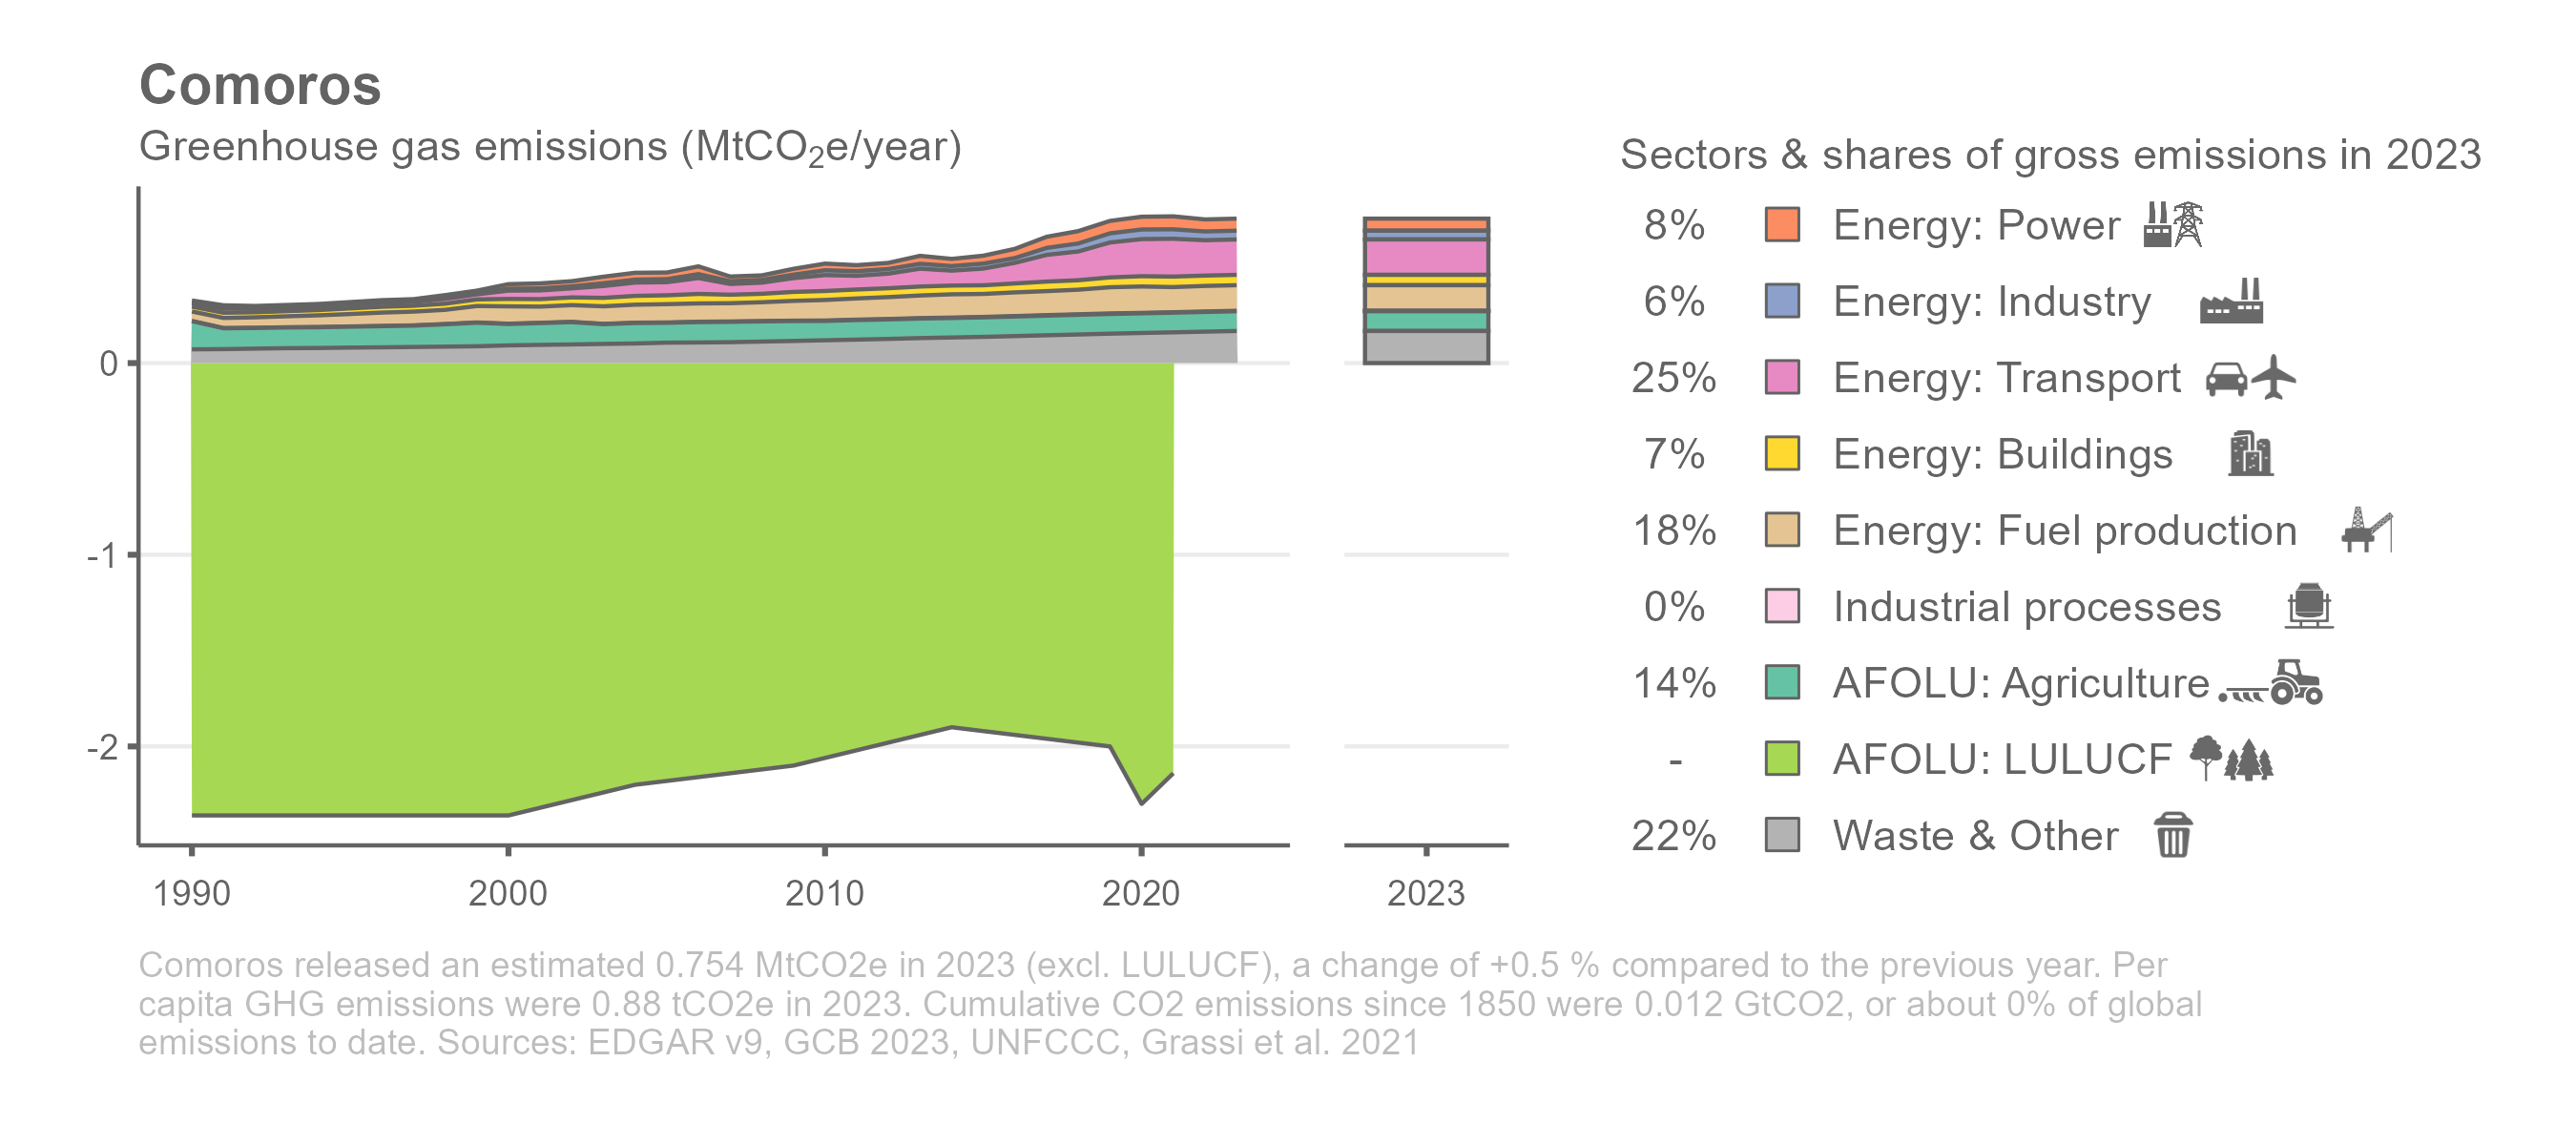 Comoros
Greenhouse gas emissions (MtCO₂e/year)
0
-1
-2
1990 2000 2010 2020 2023
Sectors & shares of gross emissions in 2023
8% Energy: Power
6% Energy: Industry
25% Energy: Transport
7% Energy: Buildings
18% Energy: Fuel production
0% Industrial processes
14% AFOLU: Agriculture
- AFOLU: LULUCF
22% Waste & Other
Comoros released an estimated 0.754 MtCO2e in 2023 (excl. LULUCF), a change of +0.5 % compared to the previous year. Per
capita GHG emissions were 0.88 tCO2e in 2023. Cumulative CO2 emissions since 1850 were 0.012 GtCO2, or about 0% of global
emissions to date. Sources: EDGAR v9, GCB 2023, UNFCCC, Grassi et al. 2021